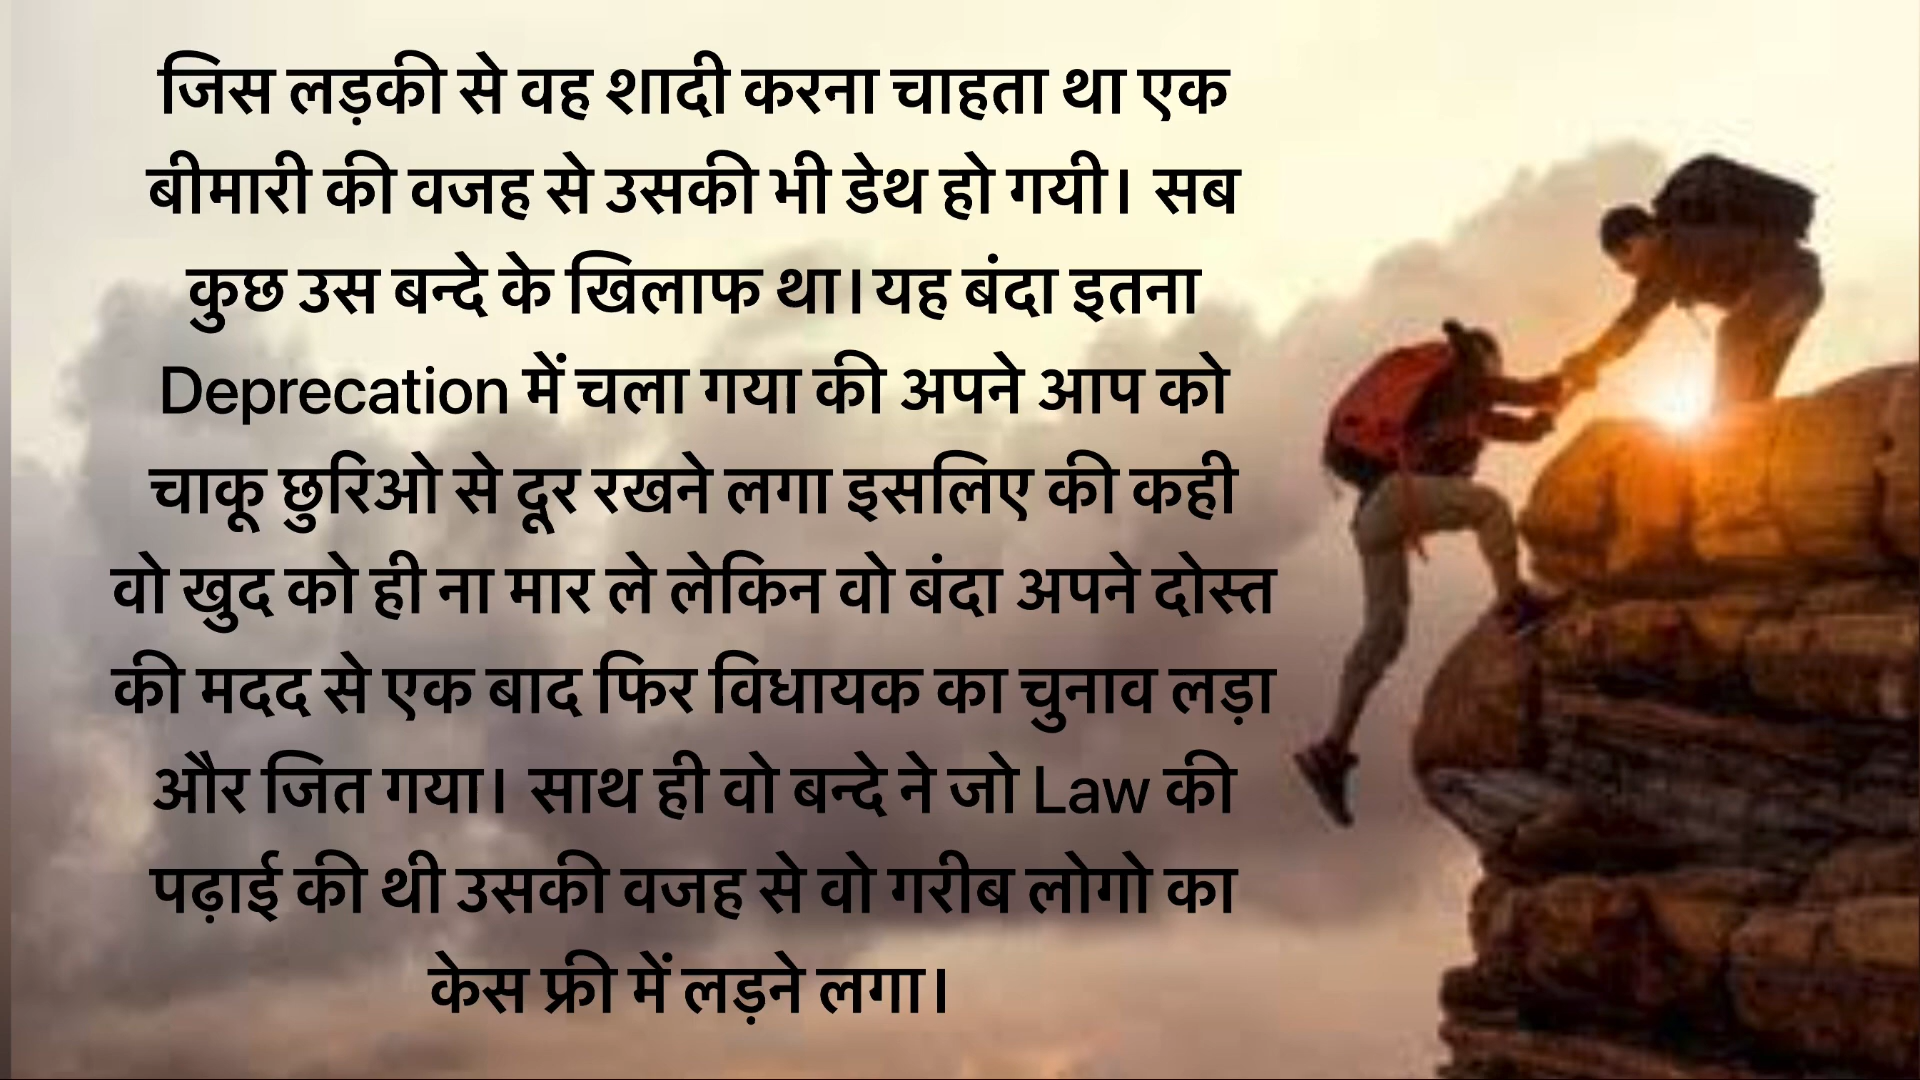 जिस लड़की से वह शादी करना चाहता था एक
बीमारी की वजह से उसकी भी डेथ हो गयी। सब
कुछ उस बन्दे के खिलाफ था।यह बंदा इतना
Deprecation में चला गया की अपने आप को
चाकू छुरिओ से दूर रखने लगा इसलिए की कही
वो खुद को ही ना मार ले लेकिन वो बंदा अपने दोस्त
की मदद से एक बाद फिर विधायक का चुनाव लड़ा
और जित गया। साथ ही वो बन्दे ने जो Law की
पढ़ाई की थी उसकी वजह से वो गरीब लोगो का
केस फ्री में लड़ने लगा।